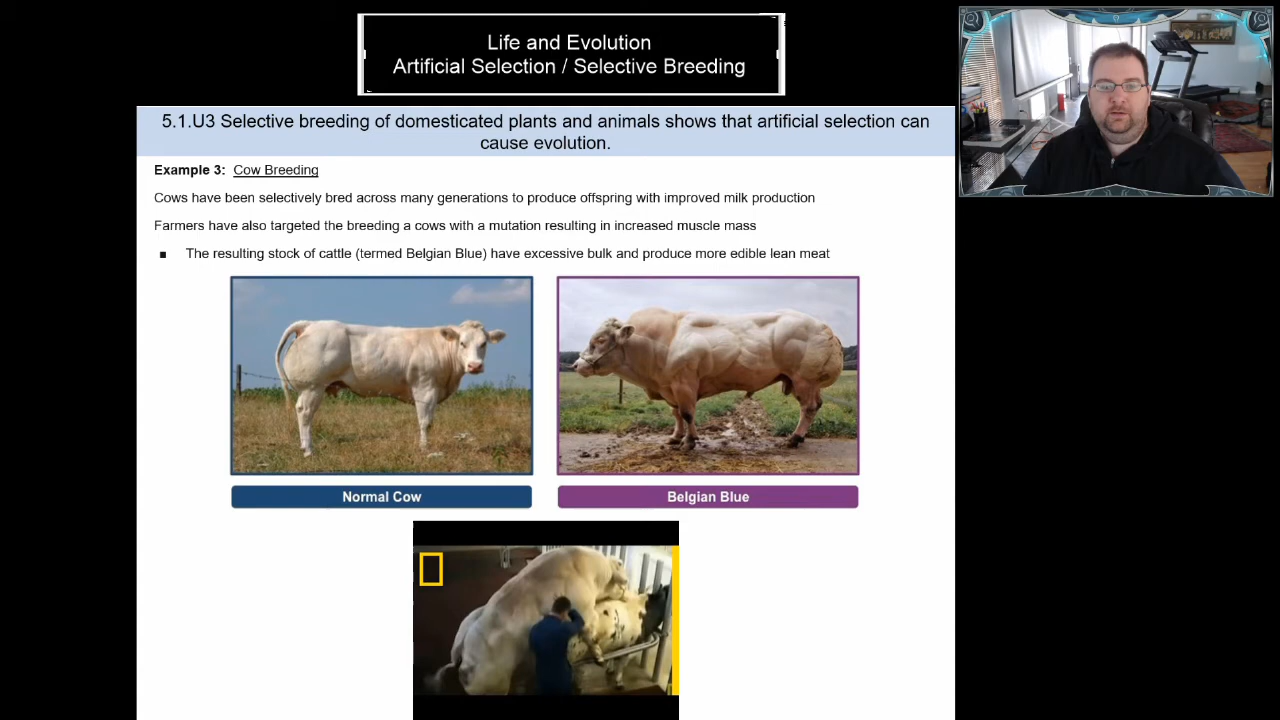 Life and Evolution
Artificial Selection / Selective Breeding
5.1.U3 Selective breeding of domesticated plants and animals shows that artificial selection can
cause evolution.
Example 3: Cow Breeding
Cows have been selectively bred across many generations to produce offspring with improved milk production
Farmers have also targeted the breeding a cows with a mutation resulting in increased muscle mass
■ The resulting stock of cattle (termed Belgian Blue) have excessive bulk and produce more edible lean meat
Normal Cow
Belgian Blue